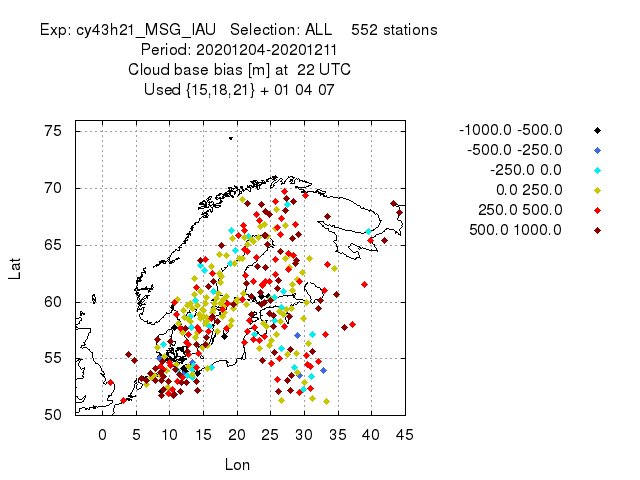 Exp: cy43h21_MSG_IAU   Selection: ALL    552 stations
Period: 20201204-20201211
Cloud base bias [m] at  22 UTC
Used {15,18,21} + 01 04 07
-1000.0 -500.0
-500.0 -250.0
-250.0 0.0
0.0 250.0
250.0 500.0
500.0 1000.0
75
70
65
60
55
50
Lat
0 5 10 15 20 25 30 35 40 45
Lon